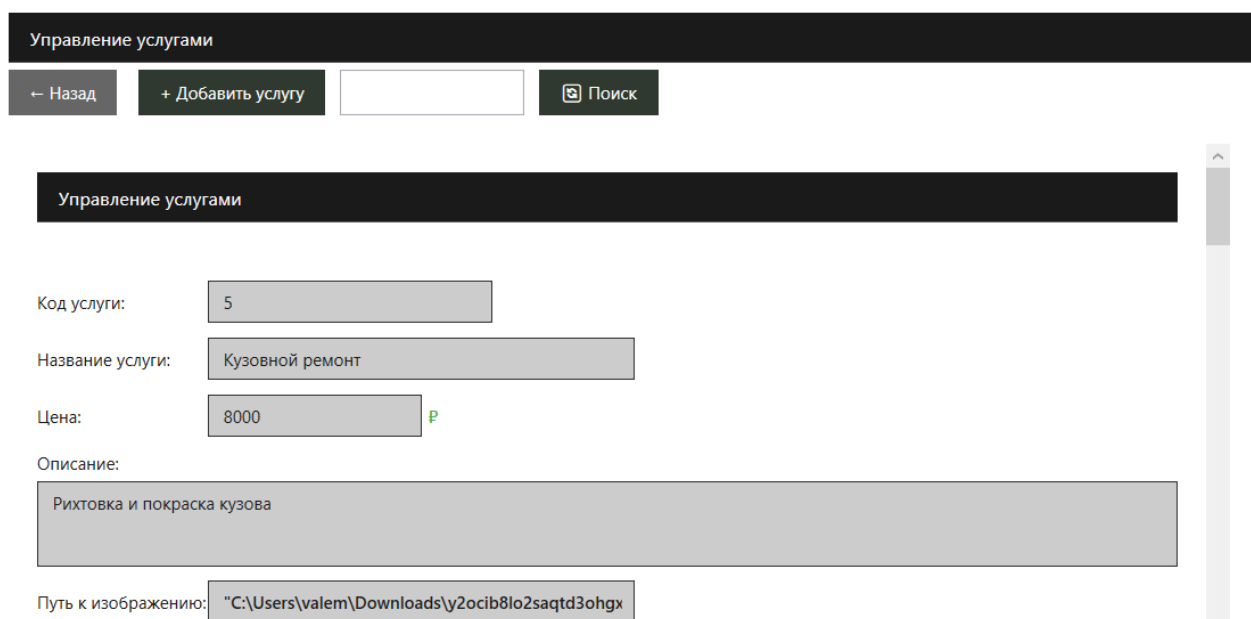 Управление услугами
← Назад + Добавить услугу Поиск
Управление услугами
Код услуги: 5
Название услуги: Кузовной ремонт
Цена: 8000 ₽
Описание:
Рихтовка и покраска кузова
Путь к изображению: "C:\Users\valem\Downloads\y2ocib8lo2saqtd3ohgx